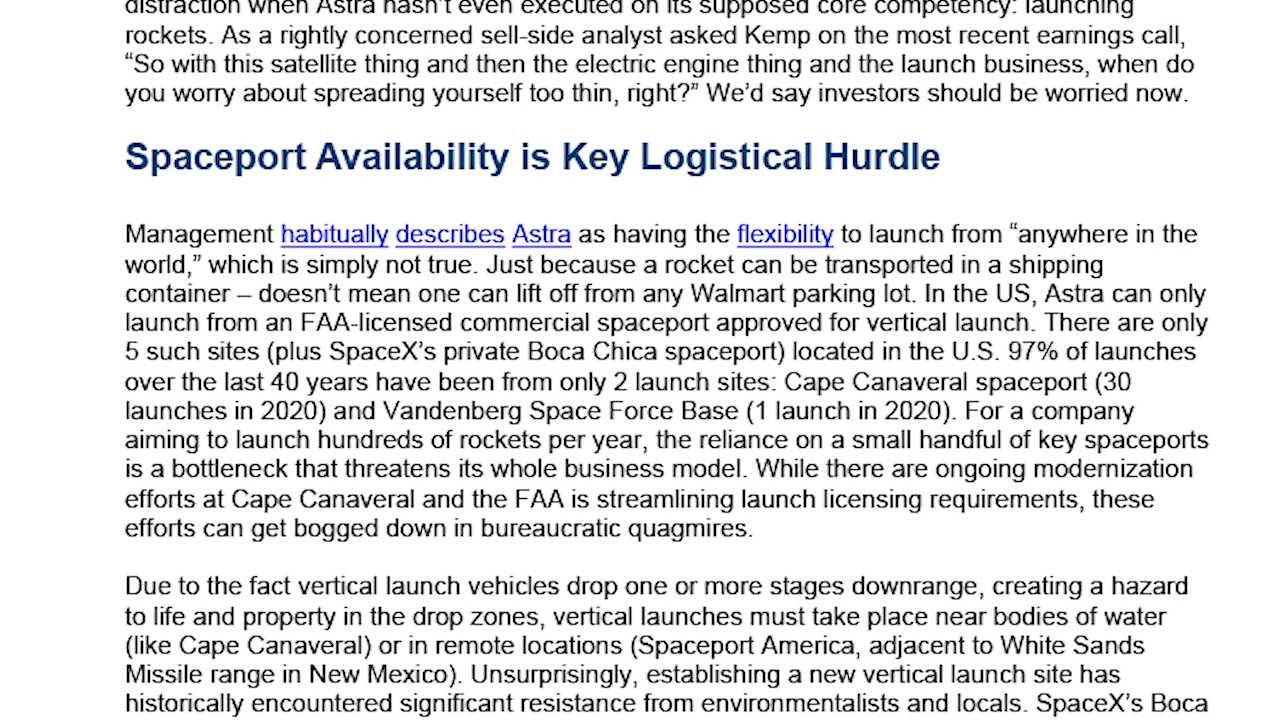 distraction when Astra hasn't even executed on its supposed core competency: launching
rockets. As a rightly concerned sell-side analyst asked Kemp on the most recent earnings call,
“So with this satellite thing and then the electric engine thing and the launch business, when do
you worry about spreading yourself too thin, right?” We’d say investors should be worried now.
Spaceport Availability is Key Logistical Hurdle
Management habitually describes Astra as having the flexibility to launch from “anywhere in the
world,” which is simply not true. Just because a rocket can be transported in a shipping
container – doesn’t mean one can lift off from any Walmart parking lot. In the US, Astra can only
launch from an FAA-licensed commercial spaceport approved for vertical launch. There are only
5 such sites (plus SpaceX’s private Boca Chica spaceport) located in the U.S. 97% of launches
over the last 40 years have been from only 2 launch sites: Cape Canaveral spaceport (30
launches in 2020) and Vandenberg Space Force Base (1 launch in 2020). For a company
aiming to launch hundreds of rockets per year, the reliance on a small handful of key spaceports
is a bottleneck that threatens its whole business model. While there are ongoing modernization
efforts at Cape Canaveral and the FAA is streamlining launch licensing requirements, these
efforts can get bogged down in bureaucratic quagmires.
Due to the fact vertical launch vehicles drop one or more stages downrange, creating a hazard
to life and property in the drop zones, vertical launches must take place near bodies of water
(like Cape Canaveral) or in remote locations (Spaceport America, adjacent to White Sands
Missile range in New Mexico). Unsurprisingly, establishing a new vertical launch site has
historically encountered significant resistance from environmentalists and locals. SpaceX’s Boca